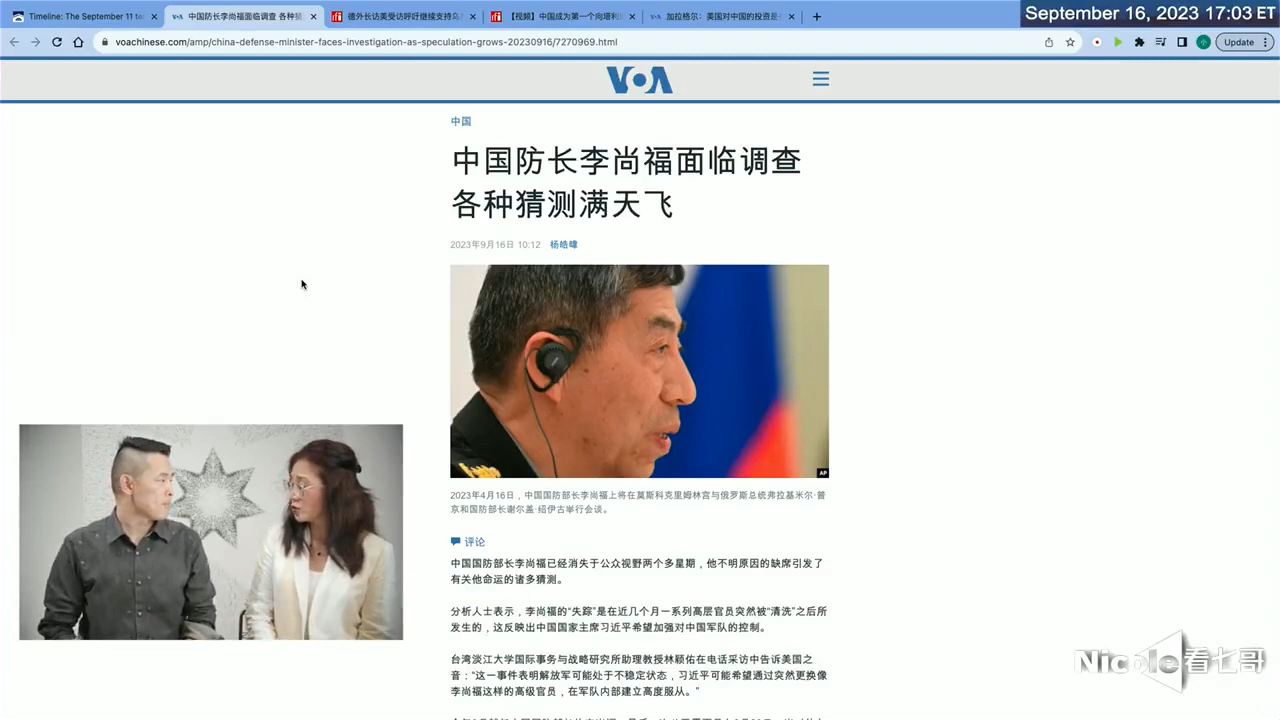 Timeline: The September 11 te
中国防长李尚福面临调查 各种猜
德外长访美受访呼吁继续支持乌
【视频】中国成为第一个向塔利
加拉格尔：美国对中国的投资是
September 16, 2023 17:03 ET
voachinese.com/amp/china-defense-minister-faces-investigation-as-speculation-grows-20230916/7270969.html
Update
VOA
中国
中国防长李尚福面临调查
各种猜测满天飞
2023年9月16日 10:12 杨皓暐
AP
2023年4月16日，中国国防部长李尚福上将在莫斯科克里姆林宫与俄罗斯总统弗拉基米尔·普
京和国防部长谢尔盖·绍伊古举行会谈。
评论
中国国防部长李尚福已经消失于公众视野两个多星期，他不明原因的缺席引发了
有关他命运的诸多猜测。
分析人士表示，李尚福的“失踪”是在近几个月一系列高层官员突然被“清洗”之后所
发生的，这反映出中国国家主席习近平希望加强对中国军队的控制。
台湾淡江大学国际事务与战略研究所助理教授林颖佑在电话采访中告诉美国之
音：“这一事件表明解放军可能处于不稳定状态，习近平可能希望通过突然更换像
李尚福这样的高级官员，在军队内部建立高度服从。”
Nicole看七哥